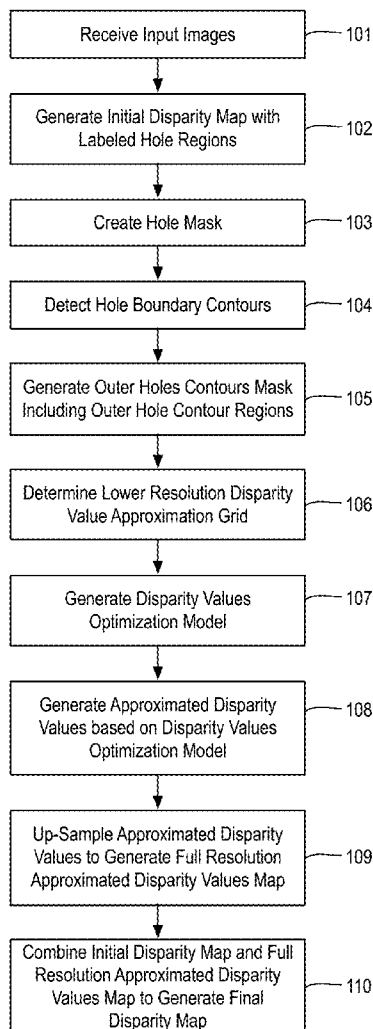 Receive Input Images
101
Generate Initial Disparity Map with
Labeled Hole Regions
102
Create Hole Mask
103
Detect Hole Boundary Contours
104
Generate Outer Holes Contours Mask
Including Outer Hole Contour Regions
105
Determine Lower Resolution Disparity
Value Approximation Grid
106
Generate Disparity Values
Optimization Model
107
Generate Approximated Disparity
Values based on Disparity Values
Optimization Model
108
Up-Sample Approximated Disparity
Values to Generate Full Resolution
Approximated Disparity Values Map
109
Combine Initial Disparity Map and Full
Resolution Approximated Disparity
Values Map to Generate Final
Disparity Map
110